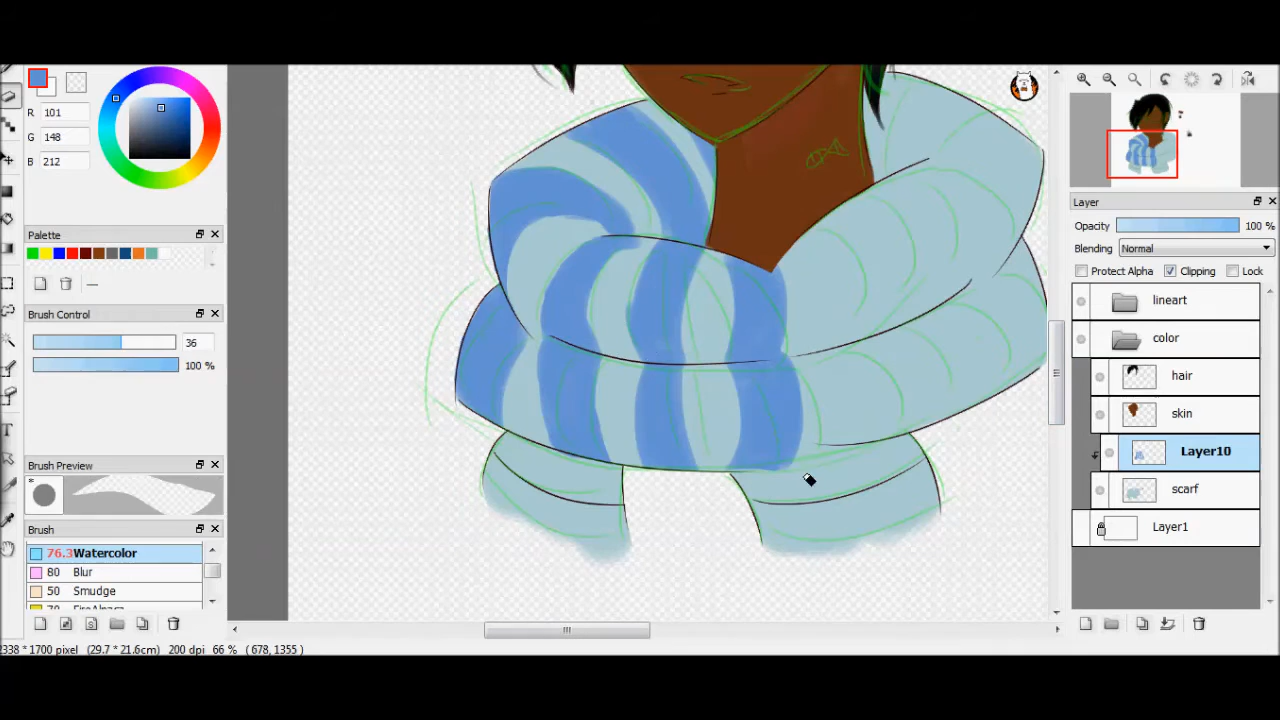 R 101
G 148
B 212
Palette
---
Brush Control
36
100 %
Brush Preview
*
Brush
76.3 Watercolor
80 Blur
50 Smudge
2338 * 1700 pixel (29.7 * 21.6cm) 200 dpi 66 % ( 678, 1355 )
Layer
Opacity 100 %
Blending Normal
Protect Alpha Clipping Lock
lineart
color
hair
skin
Layer10
scarf
Layer1
T